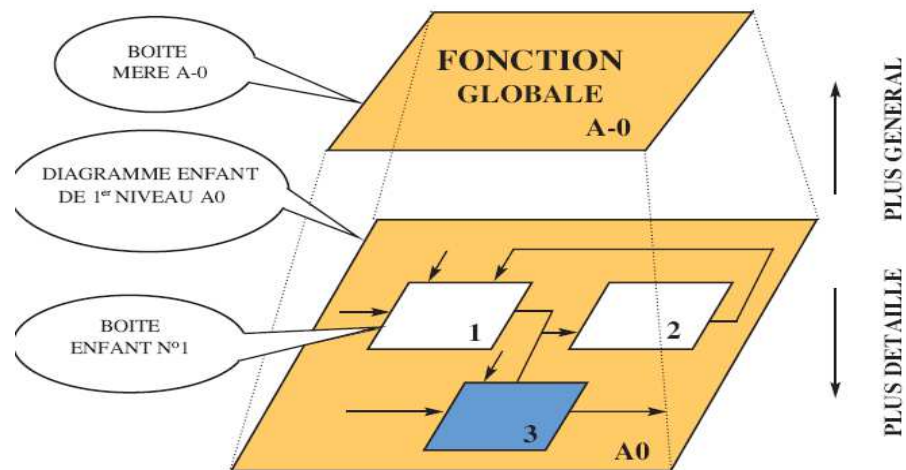 BOITE
MERE A-0
FONCTION
GLOBALE
A-0
DIAGRAMME ENFANT
DE 1er NIVEAU A0
BOITE
ENFANT N°1
1
2
3
A0
PLUS GENERAL
PLUS DETAILLE